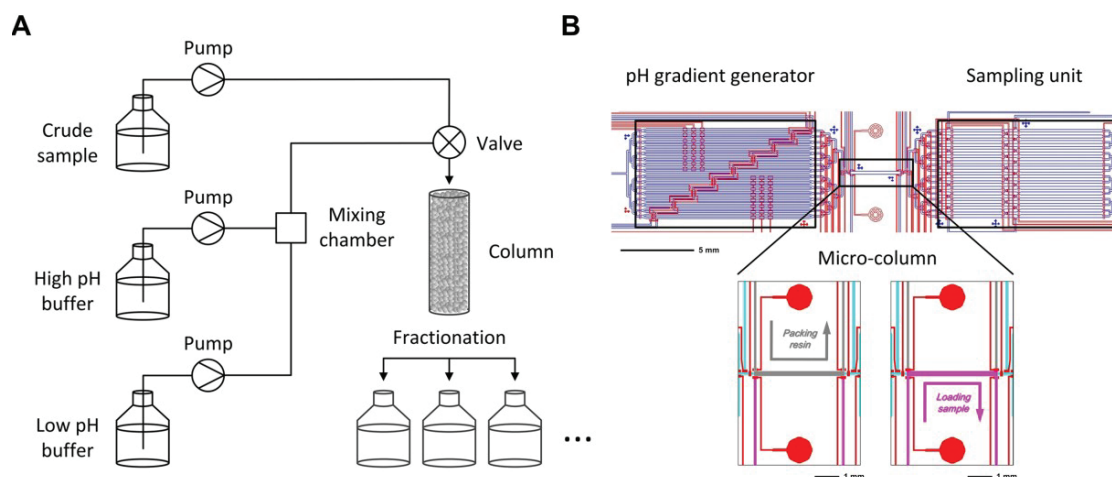 A
Pump
Crude
sample
Valve
Pump
Mixing
chamber
Column
High pH
buffer
Pump
Fractionation
Low pH
buffer
...
B
pH gradient generator
Sampling unit
5 mm
Micro-column
Packing
resin
Loading
sample
1 mm
1 mm